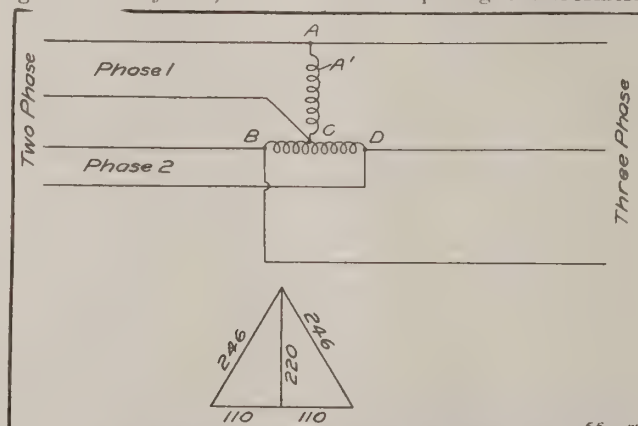 A
Phase 1
A'
Two Phase
B
C
D
Three Phase
Phase 2
246
220
246
110
110